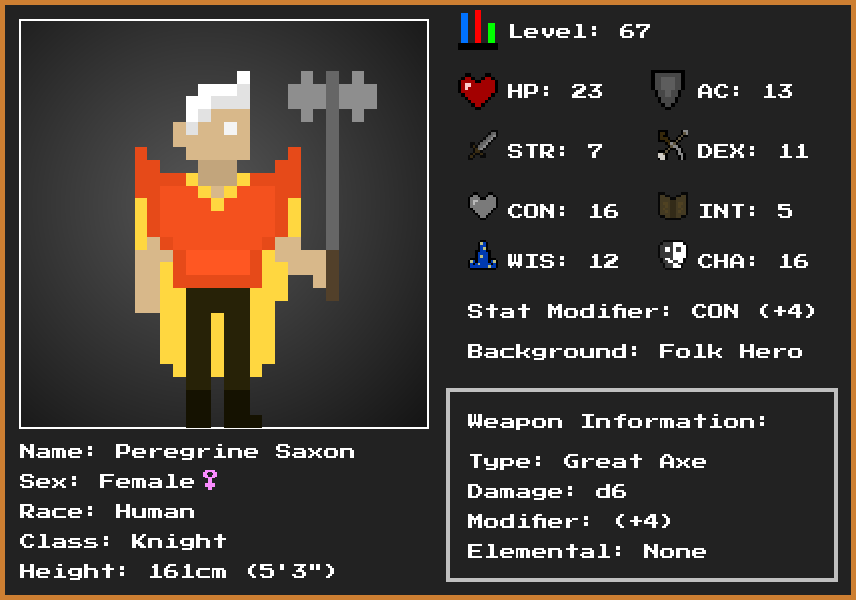 Level: 67
HP: 23
AC: 13
STR: 7
DEX: 11
CON: 16
INT: 5
WIS: 12
CHA: 16
Stat Modifier: CON (+4)
Background: Folk Hero
Weapon Information:
Type: Great Axe
Damage: d6
Modifier: (+4)
Elemental: None
Name: Peregrine Saxon
Sex: Female♀
Race: Human
Class: Knight
Height: 161cm (5'3")